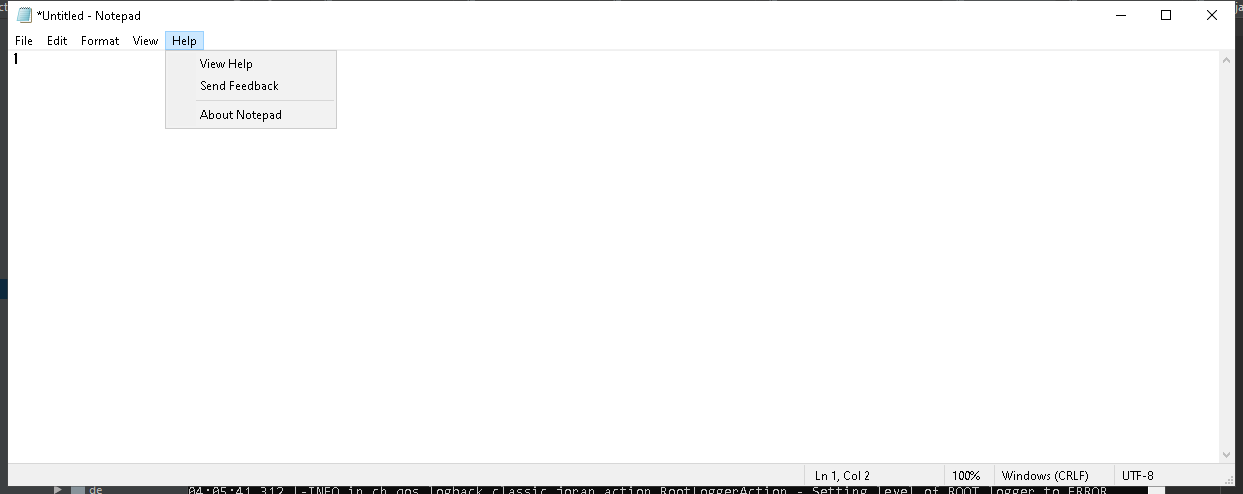 *Untitled - Notepad
File Edit Format View Help
1
View Help
Send Feedback
About Notepad
Ln 1, Col 2 100% Windows (CRLF) UTF-8
de 04:05:41,312 |-INFO in ch.qos.logback.classic.joran.action.RootLoggerAction - Setting level of ROOT logger to ERROR